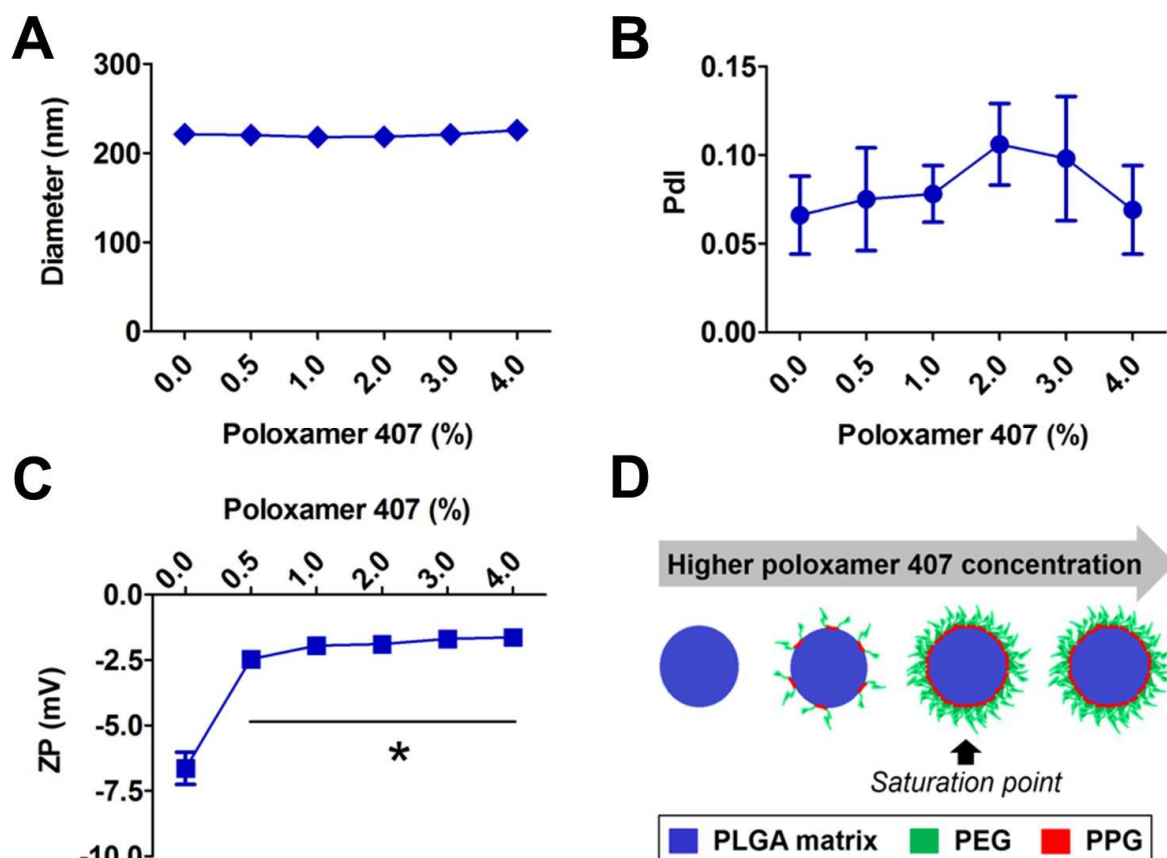 A
300
200
100
0
Diameter (nm)
0.0 0.5 1.0 2.0 3.0 4.0
Poloxamer 407 (%)
B
0.15
0.10
0.05
0.00
PdI
0.0 0.5 1.0 2.0 3.0 4.0
Poloxamer 407 (%)
C
Poloxamer 407 (%)
0.0 0.5 1.0 2.0 3.0 4.0
0.0
-2.5
-5.0
-7.5
-10.0
ZP (mV)
*
D
Higher poloxamer 407 concentration
Saturation point
PLGA matrix PEG PPG